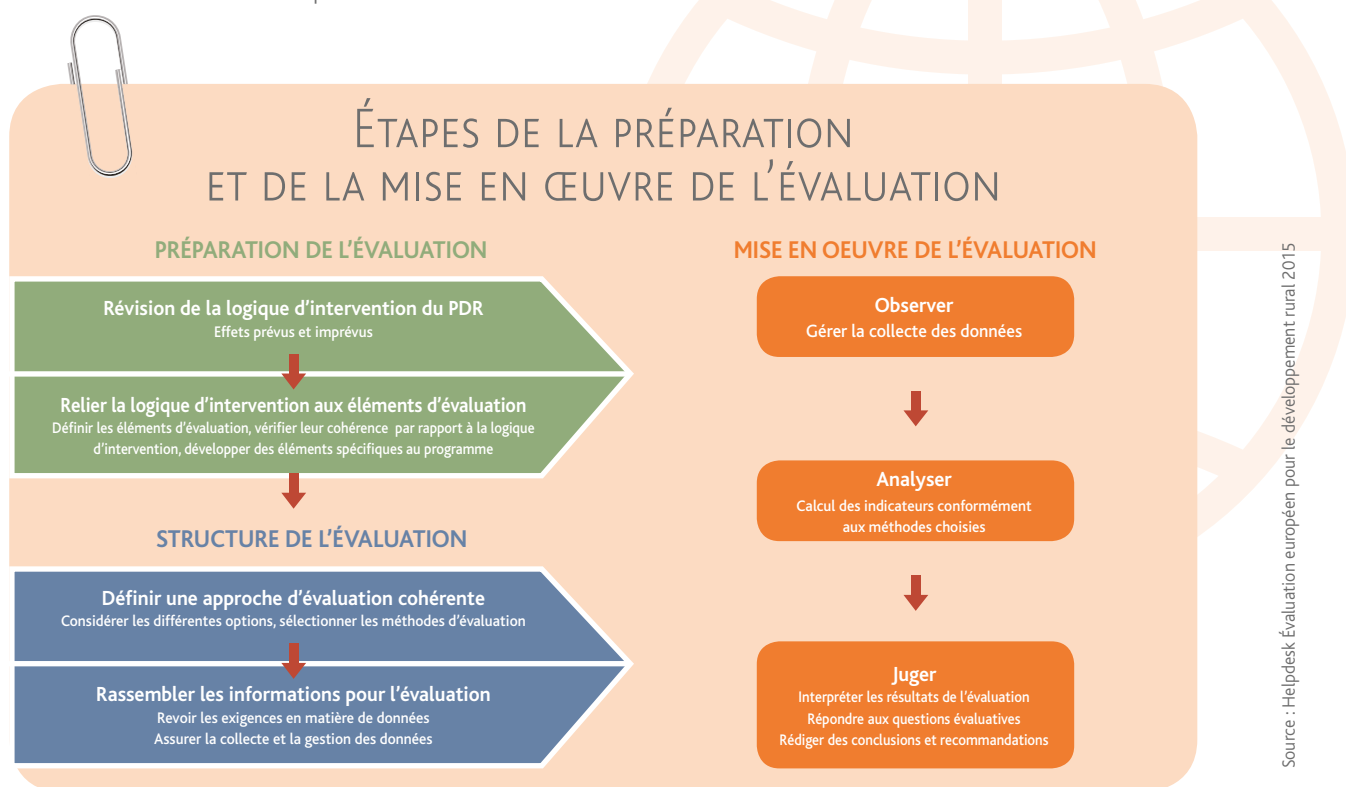 ÉTAPES DE LA PRÉPARATION
ET DE LA MISE EN ŒUVRE DE L'ÉVALUATION
PRÉPARATION DE L'ÉVALUATION
Révision de la logique d'intervention du PDR
Effets prévus et imprévus
Relier la logique d'intervention aux éléments d'évaluation
Définir les éléments d'évaluation, vérifier leur cohérence par rapport à la logique
d'intervention, développer des éléments spécifiques au programme
STRUCTURE DE L'ÉVALUATION
Définir une approche d'évaluation cohérente
Considérer les différentes options, sélectionner les méthodes d'évaluation
Rassembler les informations pour l'évaluation
Revoir les exigences en matière de données
Assurer la collecte et la gestion des données
MISE EN OEUVRE DE L'ÉVALUATION
Observer
Gérer la collecte des données
Analyser
Calcul des indicateurs conformément
aux méthodes choisies
Juger
Interpréter les résultats de l'évaluation
Répondre aux questions évaluatives
Rédiger des conclusions et recommandations
Source : Helpdesk Évaluation européen pour le développement rural 2015